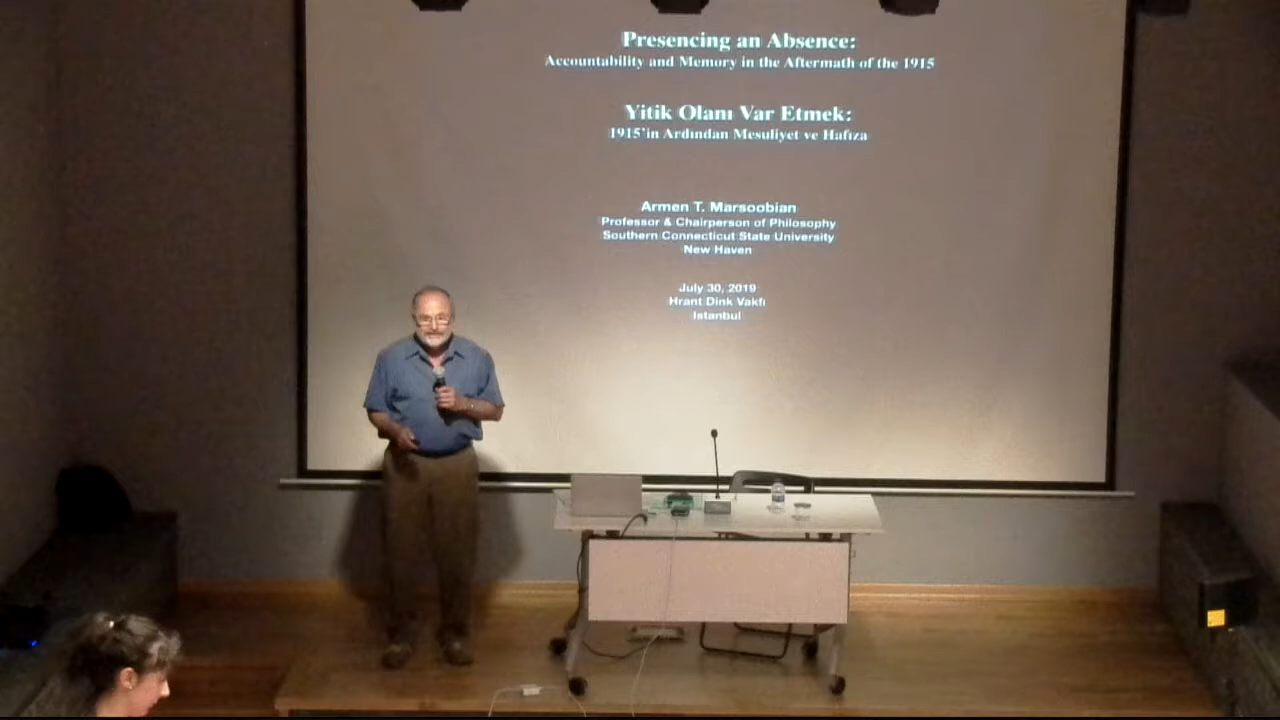 Presencing an Absence:
Accountability and Memory in the Aftermath of the 1915
Yitik Olanı Var Etmek:
1915'in Ardından Mesuliyet ve Hafıza
Armen T. Marsoobian
Professor & Chairperson of Philosophy
Southern Connecticut State University
New Haven
July 30, 2019
Hrant Dink Vakfı
Istanbul